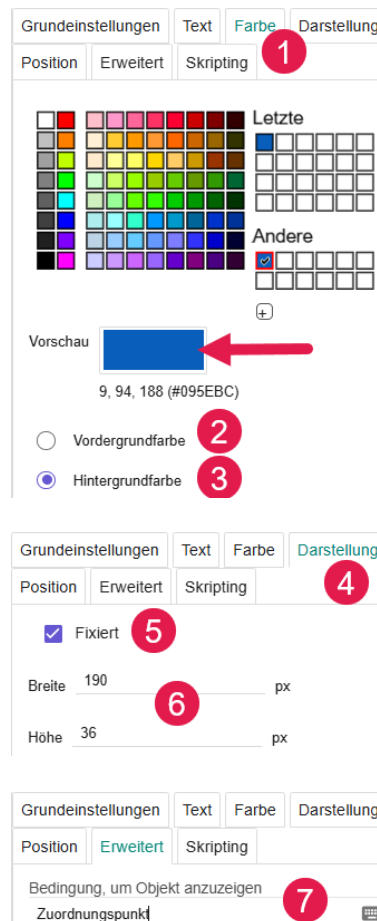 Grundeinstellungen Text Farbe Darstellung
Position Erweitert Skripting
1
Letzte
Andere
+
Vorschau
9, 94, 188 (#095EBC)
Vordergrundfarbe 2
Hintergrundfarbe 3
Grundeinstellungen Text Farbe Darstellung
Position Erweitert Skripting 4
Fixiert 5
Breite 190 px
6
Höhe 36 px
Grundeinstellungen Text Farbe Darstellung
Position Erweitert Skripting
Bedingung, um Objekt anzuzeigen
7
Zuordnungspunkt